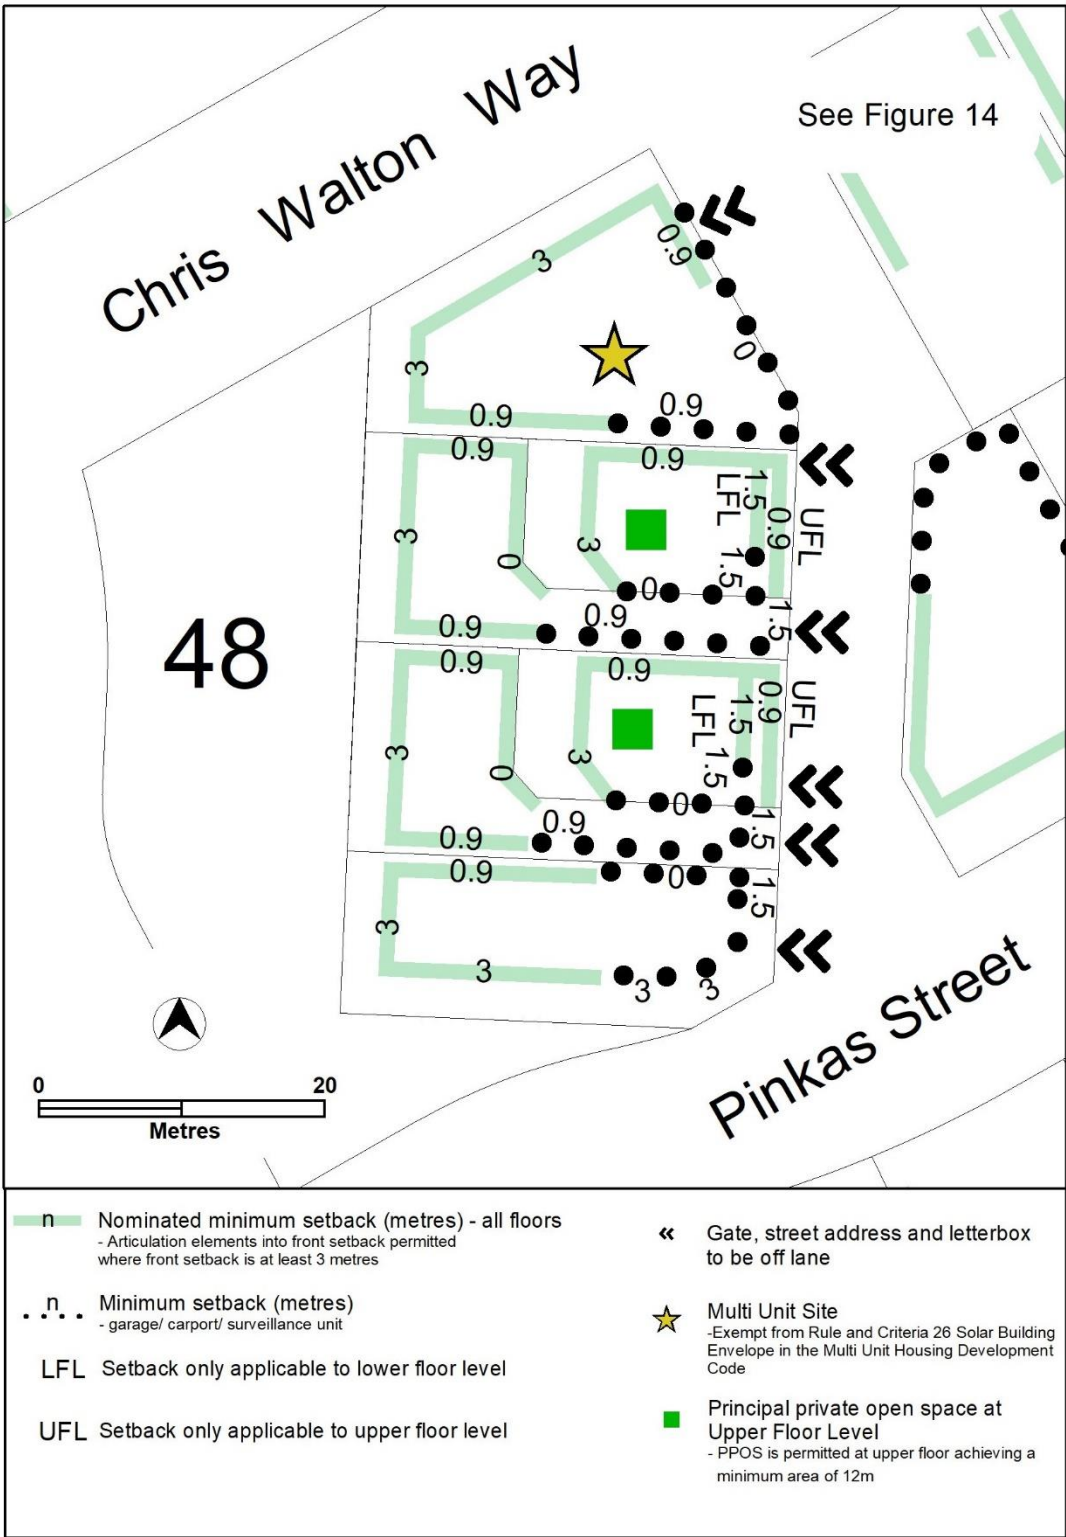 See Figure 14
Chris Walton Way
0.9
3
0
3
0.9
0.9
0.9
0.9
1.5
LFL
0.9
UFL
3
0
3
1.5
0
0.9
1.5
48
0.9
0.9
0.9
0.9
UFL
1.5
LFL
3
0
3
1.5
0
0.9
1.5
0.9
0.9
0
1.5
3
3
3
3
Pinkas Street
0 20
Metres
n Nominated minimum setback (metres) - all floors
- Articulation elements into front setback permitted
where front setback is at least 3 metres
n Minimum setback (metres)
- garage/ carport/ surveillance unit
LFL Setback only applicable to lower floor level
UFL Setback only applicable to upper floor level
Gate, street address and letterbox
to be off lane
Multi Unit Site
-Exempt from Rule and Criteria 26 Solar Building
Envelope in the Multi Unit Housing Development
Code
Principal private open space at
Upper Floor Level
- PPOS is permitted at upper floor achieving a
minimum area of 12m